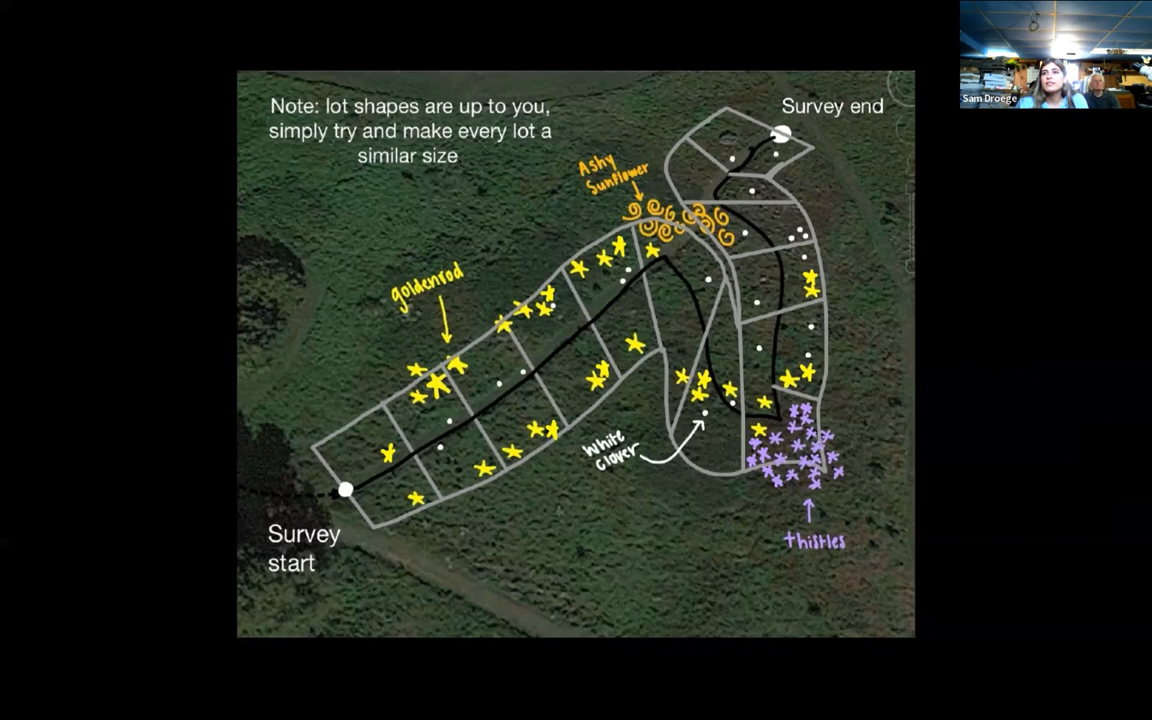 Note: lot shapes are up to you,
simply try and make every lot a
similar size
Survey end
Sam Droege
Ashy
Sunflower
goldenrod
White
clover
Survey
start
thistles